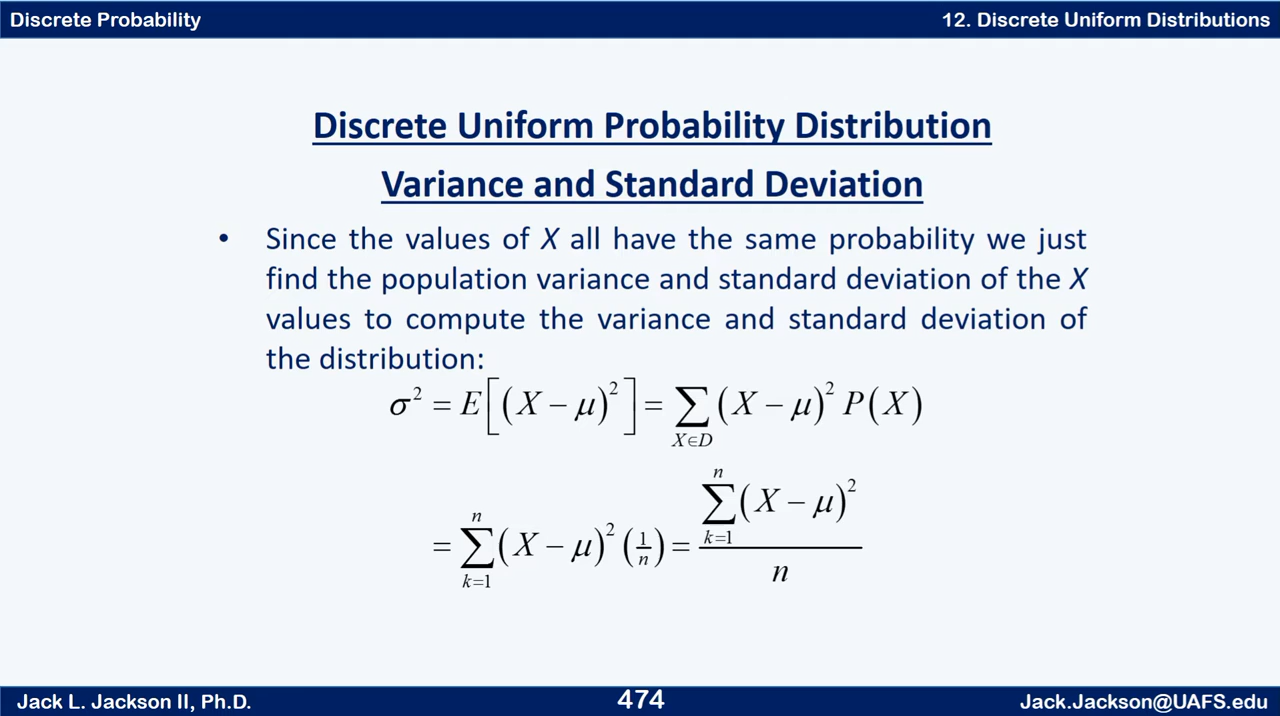 Discrete Probability
12. Discrete Uniform Distributions
Discrete Uniform Probability Distribution
Variance and Standard Deviation
• Since the values of X all have the same probability we just
find the population variance and standard deviation of the X
values to compute the variance and standard deviation of
the distribution:
σ² = E[(X − μ)²] = ∑_{X∈D} (X − μ)² P(X)
= ∑_{k=1}^{n} (X − μ)² (1/n) = (∑_{k=1}^{n} (X − μ)²)/n
Jack L. Jackson II, Ph.D.
474
Jack.Jackson@UAFS.edu